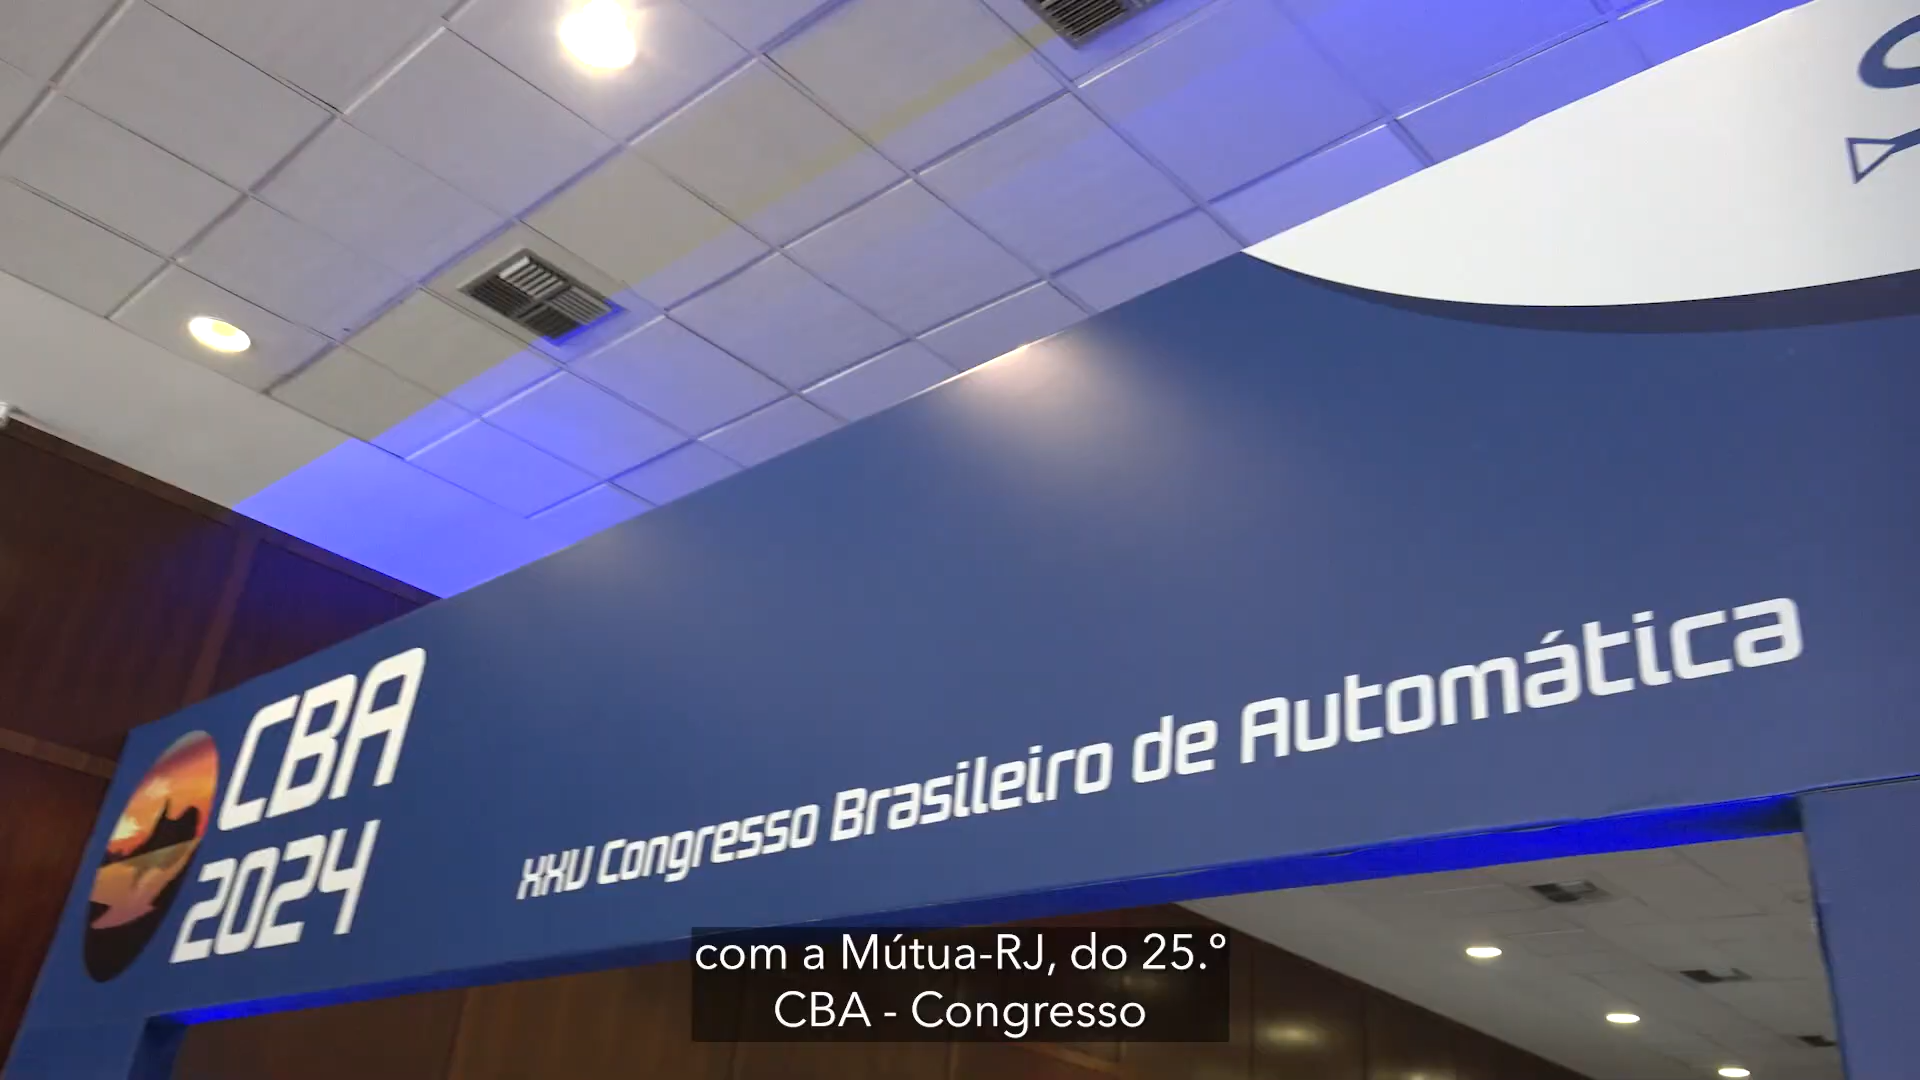 CBA
2024
XXV Congresso Brasileiro de Automática
com a Mútua-RJ, do 25.º
CBA - Congresso